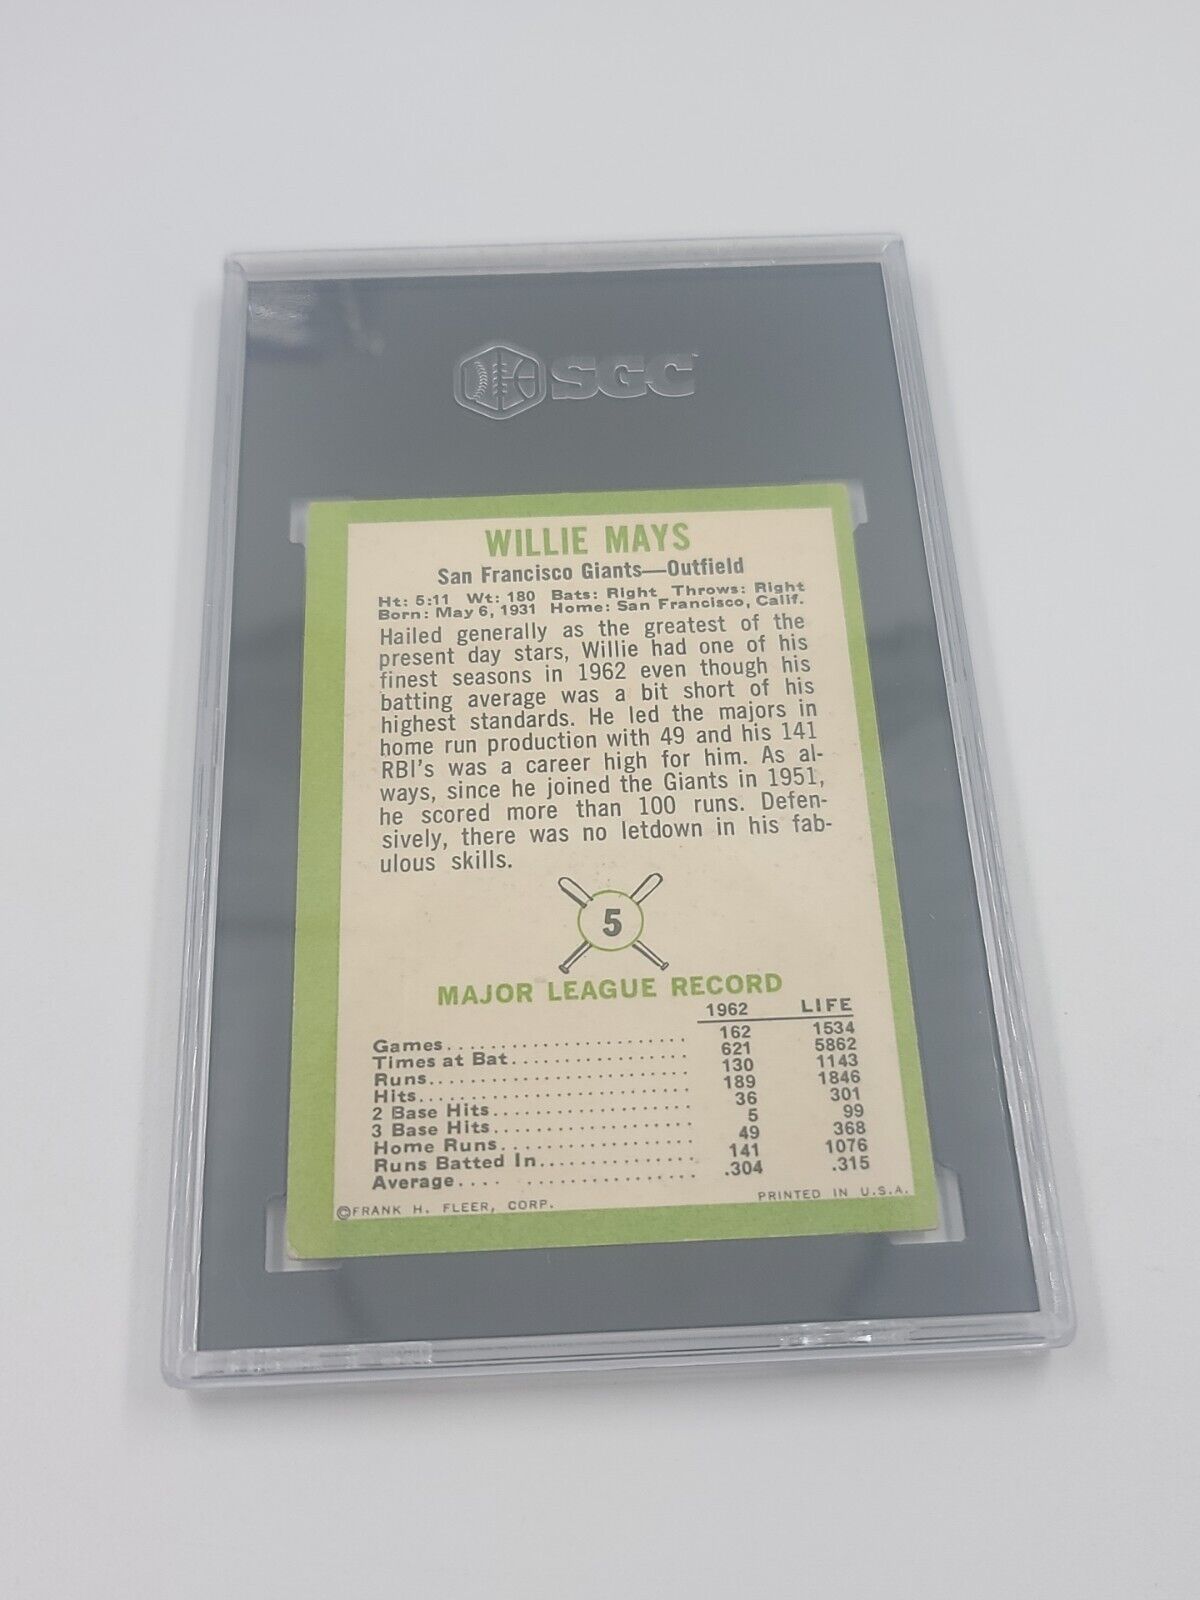 SGC
WILLIE MAYS
San Francisco Giants—Outfield
Ht: 5:11 Wt: 180 Bats: Right Throws: Right
Born: May 6, 1931 Home: San Francisco, Calif.
Hailed generally as the greatest of the
present day stars, Willie had one of his
finest seasons in 1962 even though his
batting average was a bit short of his
highest standards. He led the majors in
home run production with 49 and his 141
RBI's was a career high for him. As al-
ways, since he joined the Giants in 1951,
he scored more than 100 runs. Defen-
sively, there was no letdown in his fab-
ulous skills.
5
MAJOR LEAGUE RECORD
1962 LIFE
Games........................ 162 1534
Times at Bat................. 621 5862
Runs......................... 130 1143
Hits......................... 189 1846
2 Base Hits.................. 36 301
3 Base Hits.................. 5 99
Home Runs.................... 49 368
Runs Batted In............... 141 1076
Average.... ................. .304 .315
©FRANK H. FLEER, CORP. PRINTED IN U.S.A.